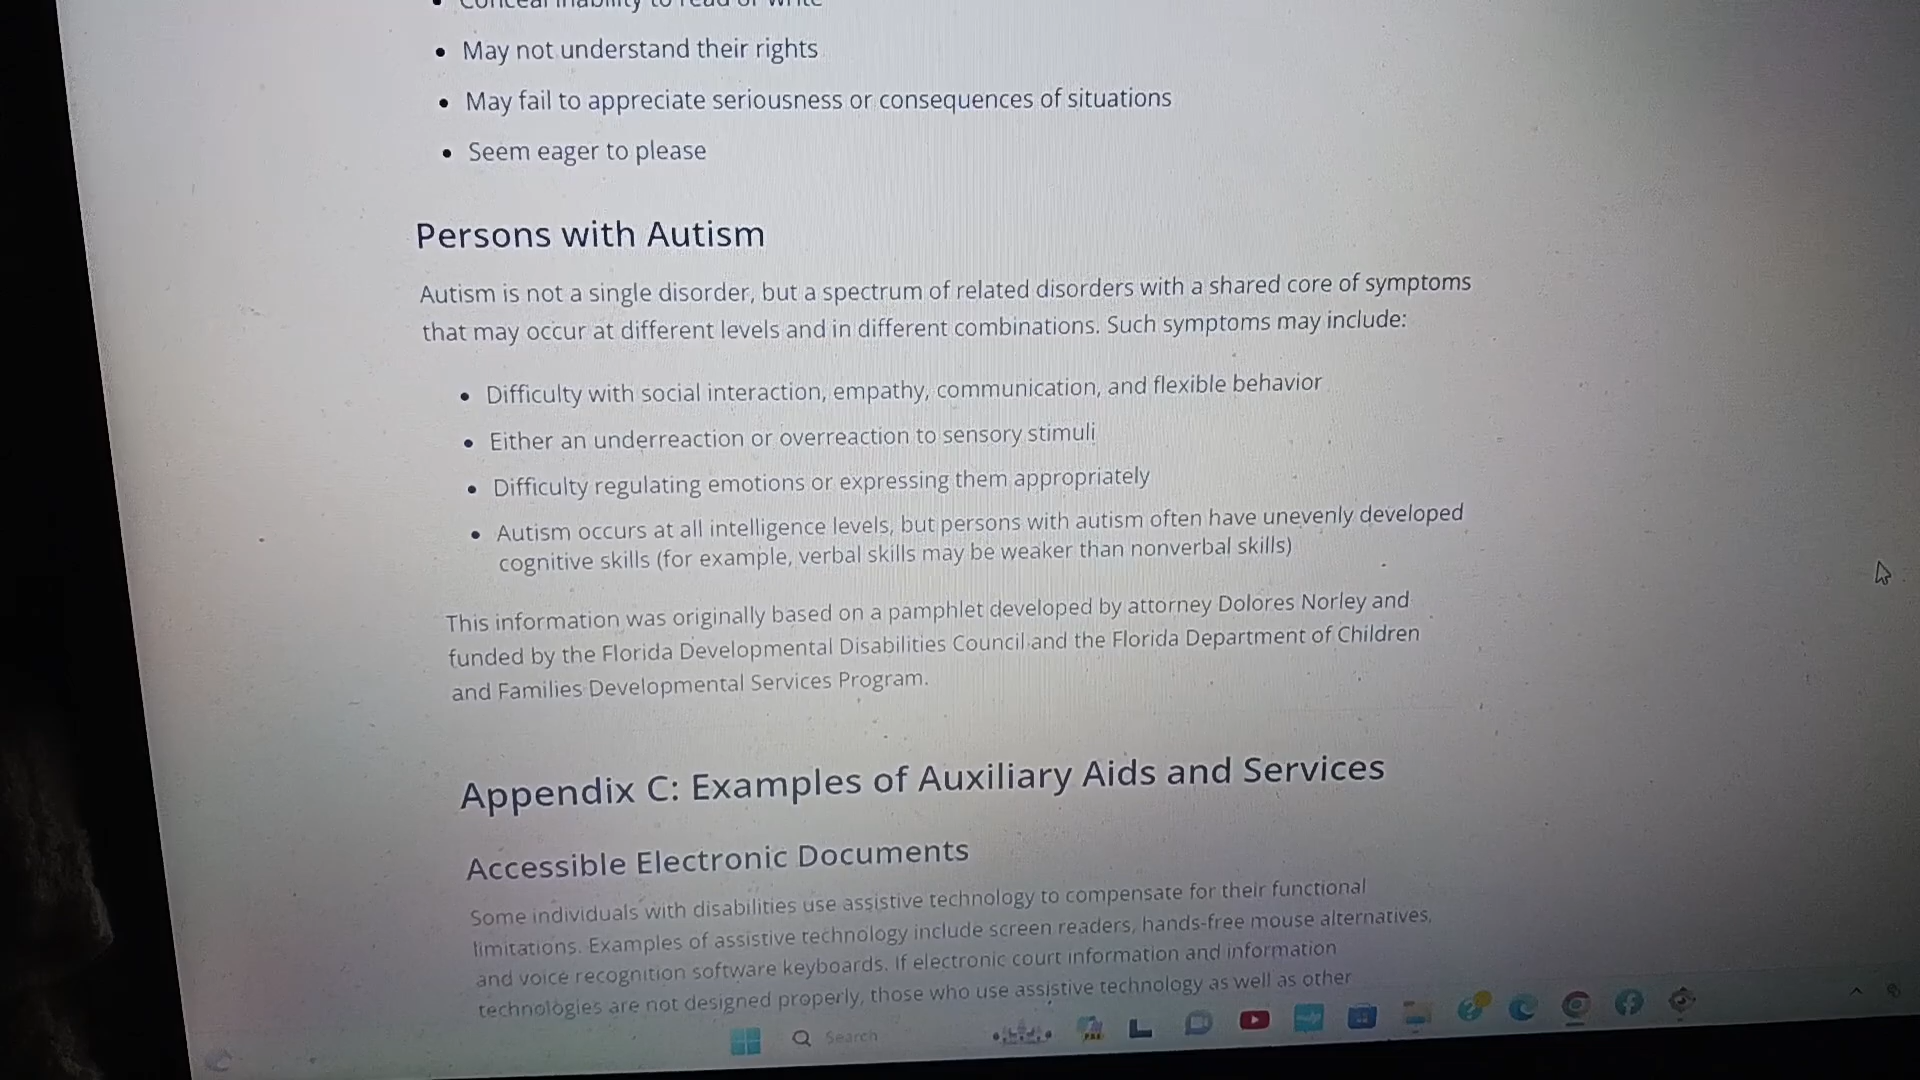 Conceal inability to read or write
• May not understand their rights
• May fail to appreciate seriousness or consequences of situations
• Seem eager to please
Persons with Autism
Autism is not a single disorder, but a spectrum of related disorders with a shared core of symptoms
that may occur at different levels and in different combinations. Such symptoms may include:
• Difficulty with social interaction, empathy, communication, and flexible behavior
• Either an underreaction or overreaction to sensory stimuli
• Difficulty regulating emotions or expressing them appropriately
• Autism occurs at all intelligence levels, but persons with autism often have unevenly developed
cognitive skills (for example, verbal skills may be weaker than nonverbal skills)
This information was originally based on a pamphlet developed by attorney Dolores Norley and
funded by the Florida Developmental Disabilities Council and the Florida Department of Children
and Families Developmental Services Program.
Appendix C: Examples of Auxiliary Aids and Services
Accessible Electronic Documents
Some individuals with disabilities use assistive technology to compensate for their functional
limitations. Examples of assistive technology include screen readers, hands-free mouse alternatives,
and voice recognition software keyboards. If electronic court information and information
technologies are not designed properly, those who use assistive technology as well as other
Search